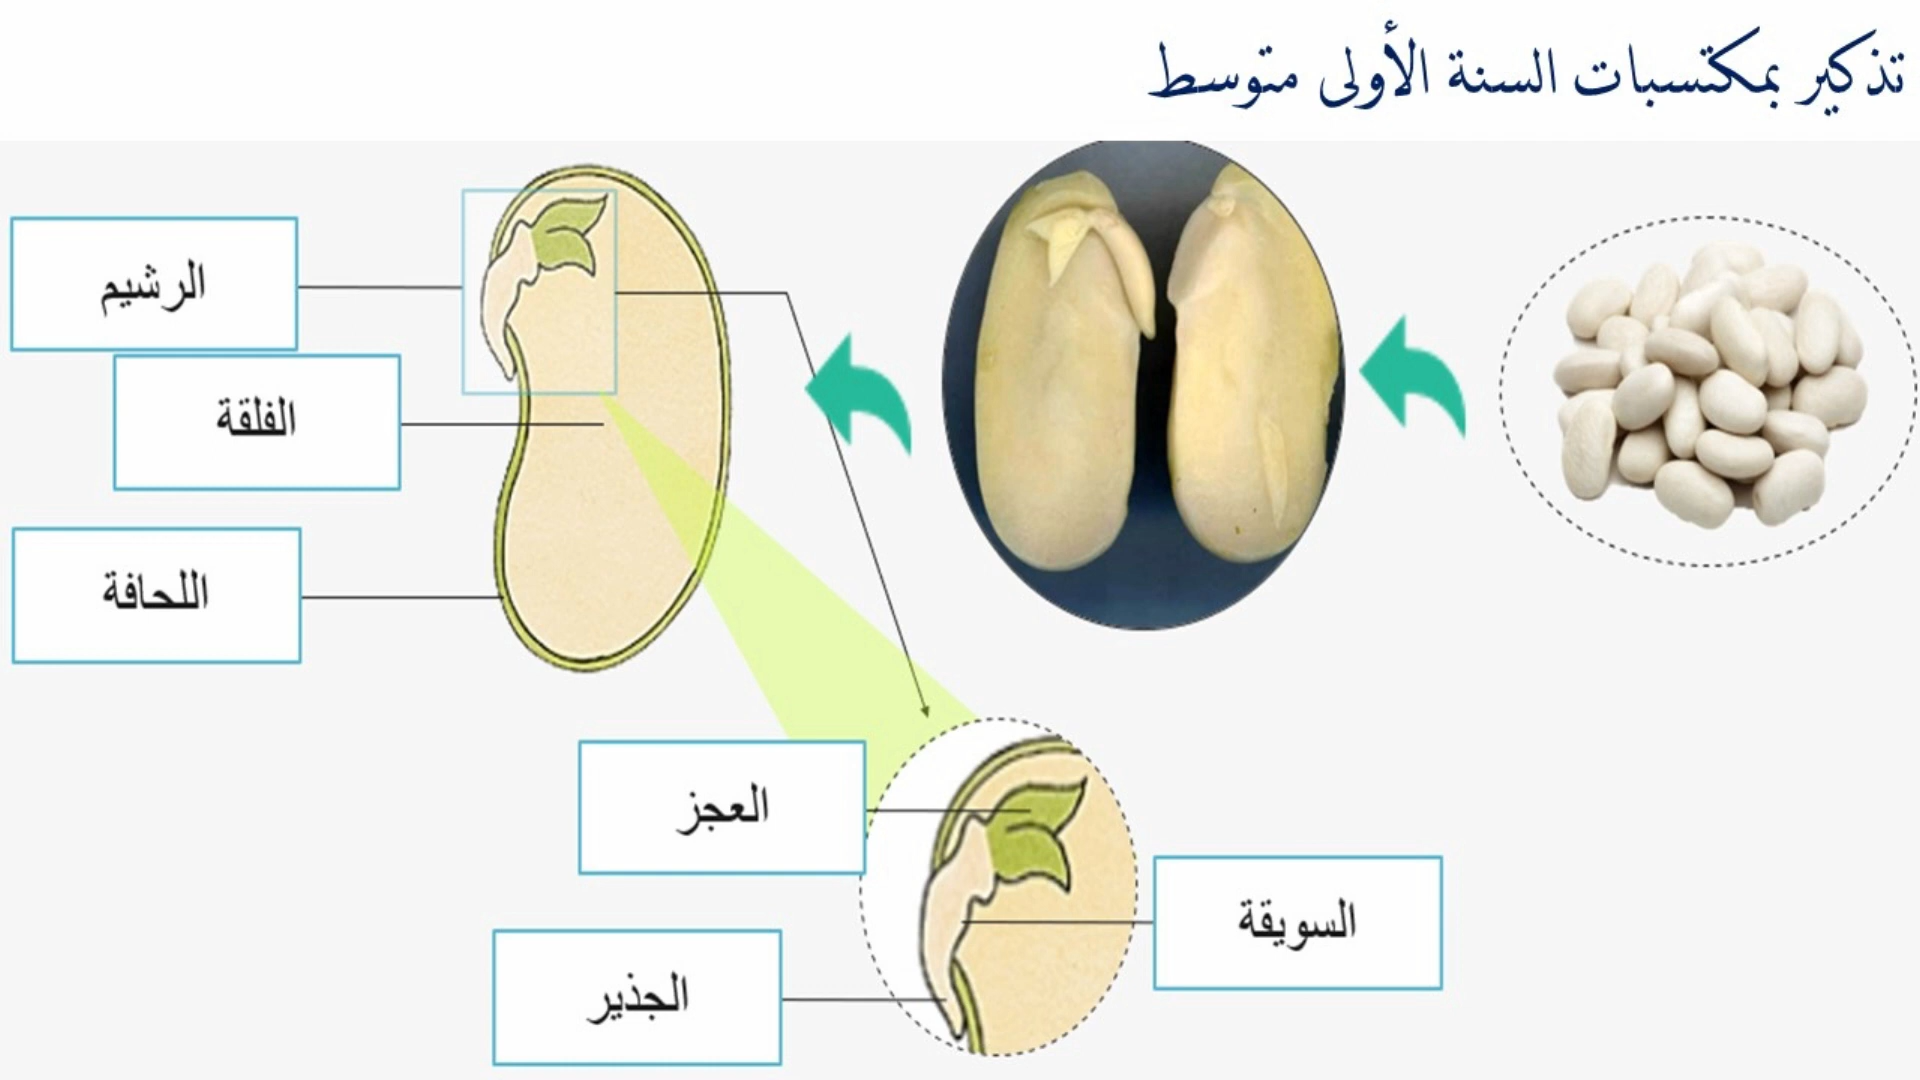 تذكير بمكتسبات السنة الأولى متوسط
الرشيم
الفلقة
اللحافة
العجز
السويقة
الجذير